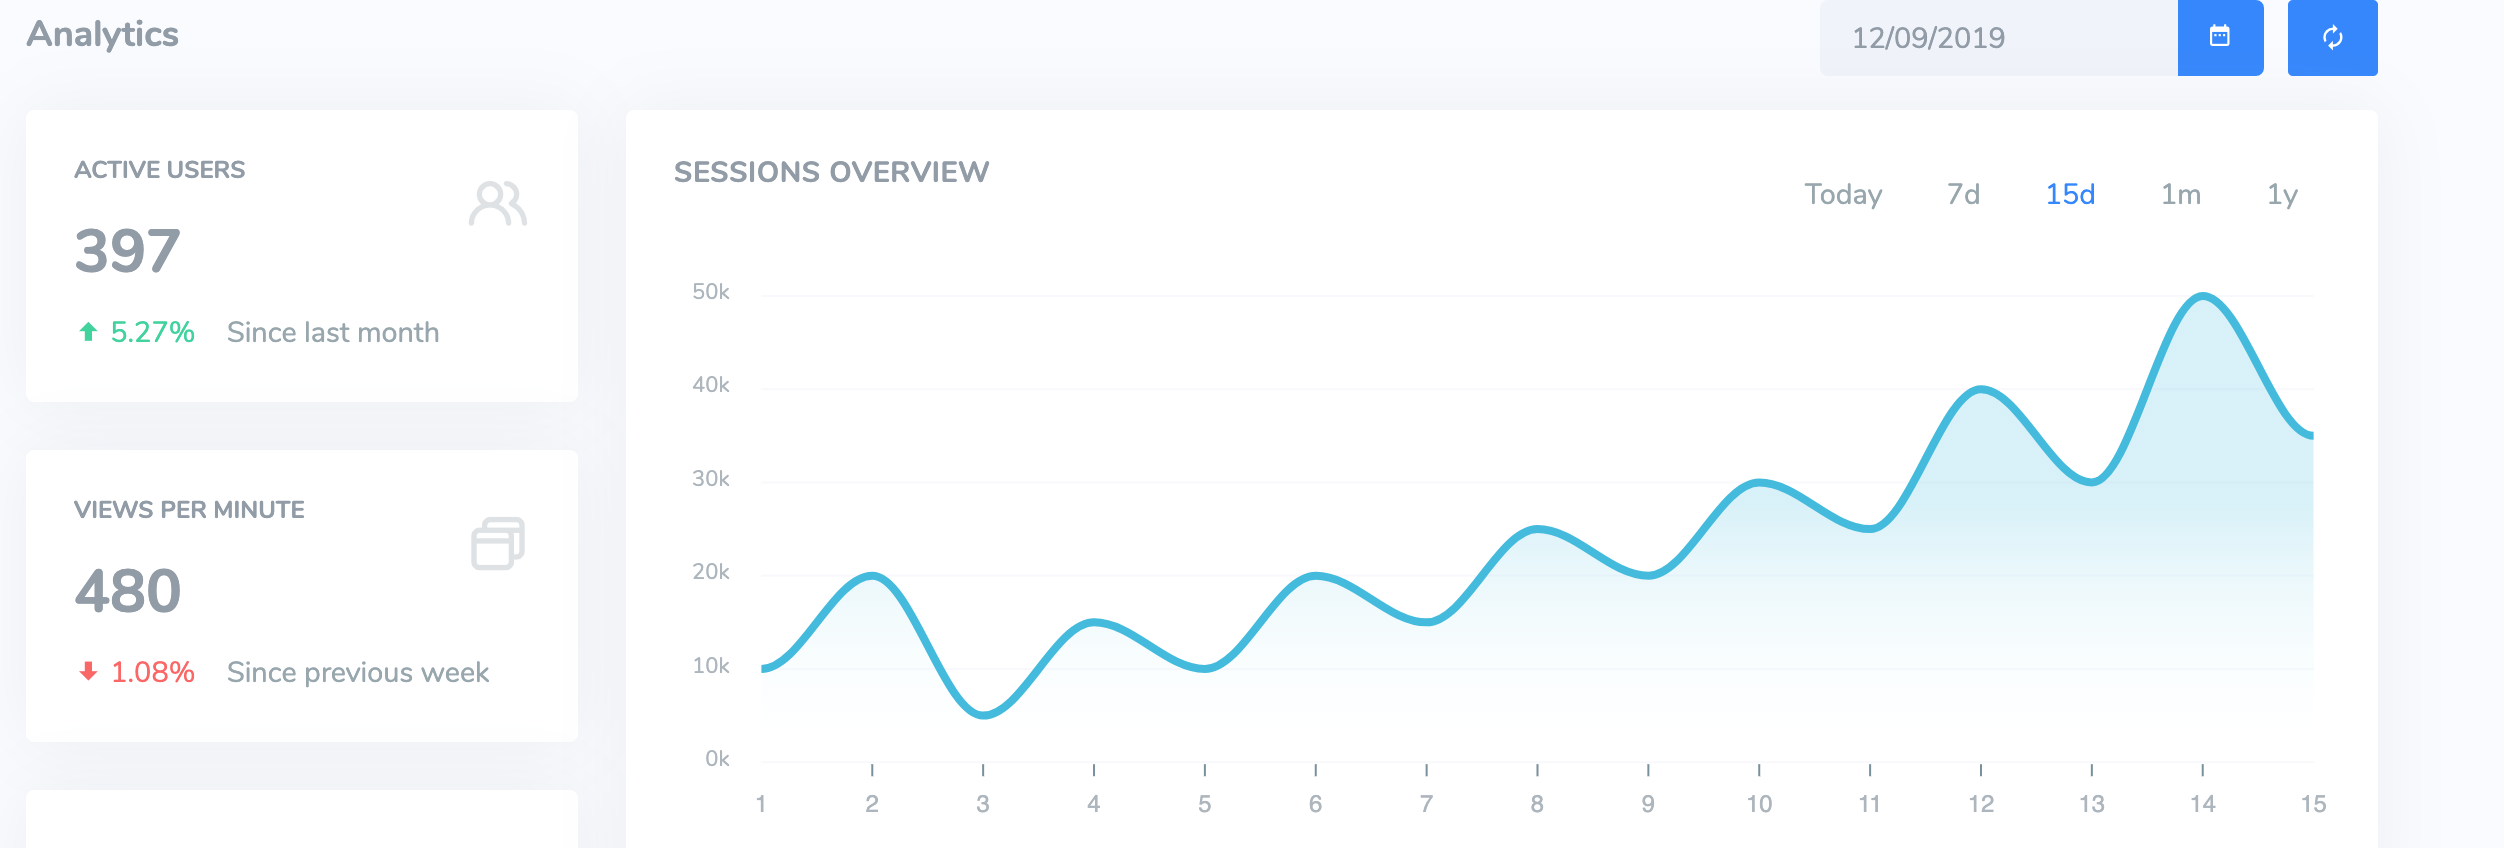 Analytics
12/09/2019
ACTIVE USERS
397
5.27% Since last month
VIEWS PER MINUTE
480
1.08% Since previous week
SESSIONS OVERVIEW
Today 7d 15d 1m 1y
50k
40k
30k
20k
10k
0k
1 2 3 4 5 6 7 8 9 10 11 12 13 14 15